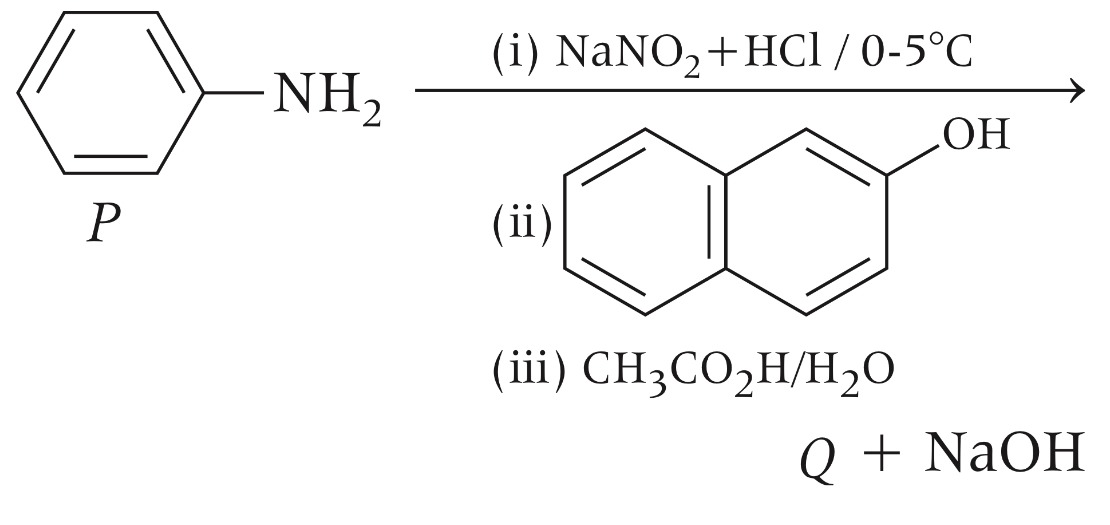 (i) NaNO₂+HCl / 0-5°C
NH₂
P
OH
(ii)
(iii) CH₃CO₂H/H₂O
Q + NaOH